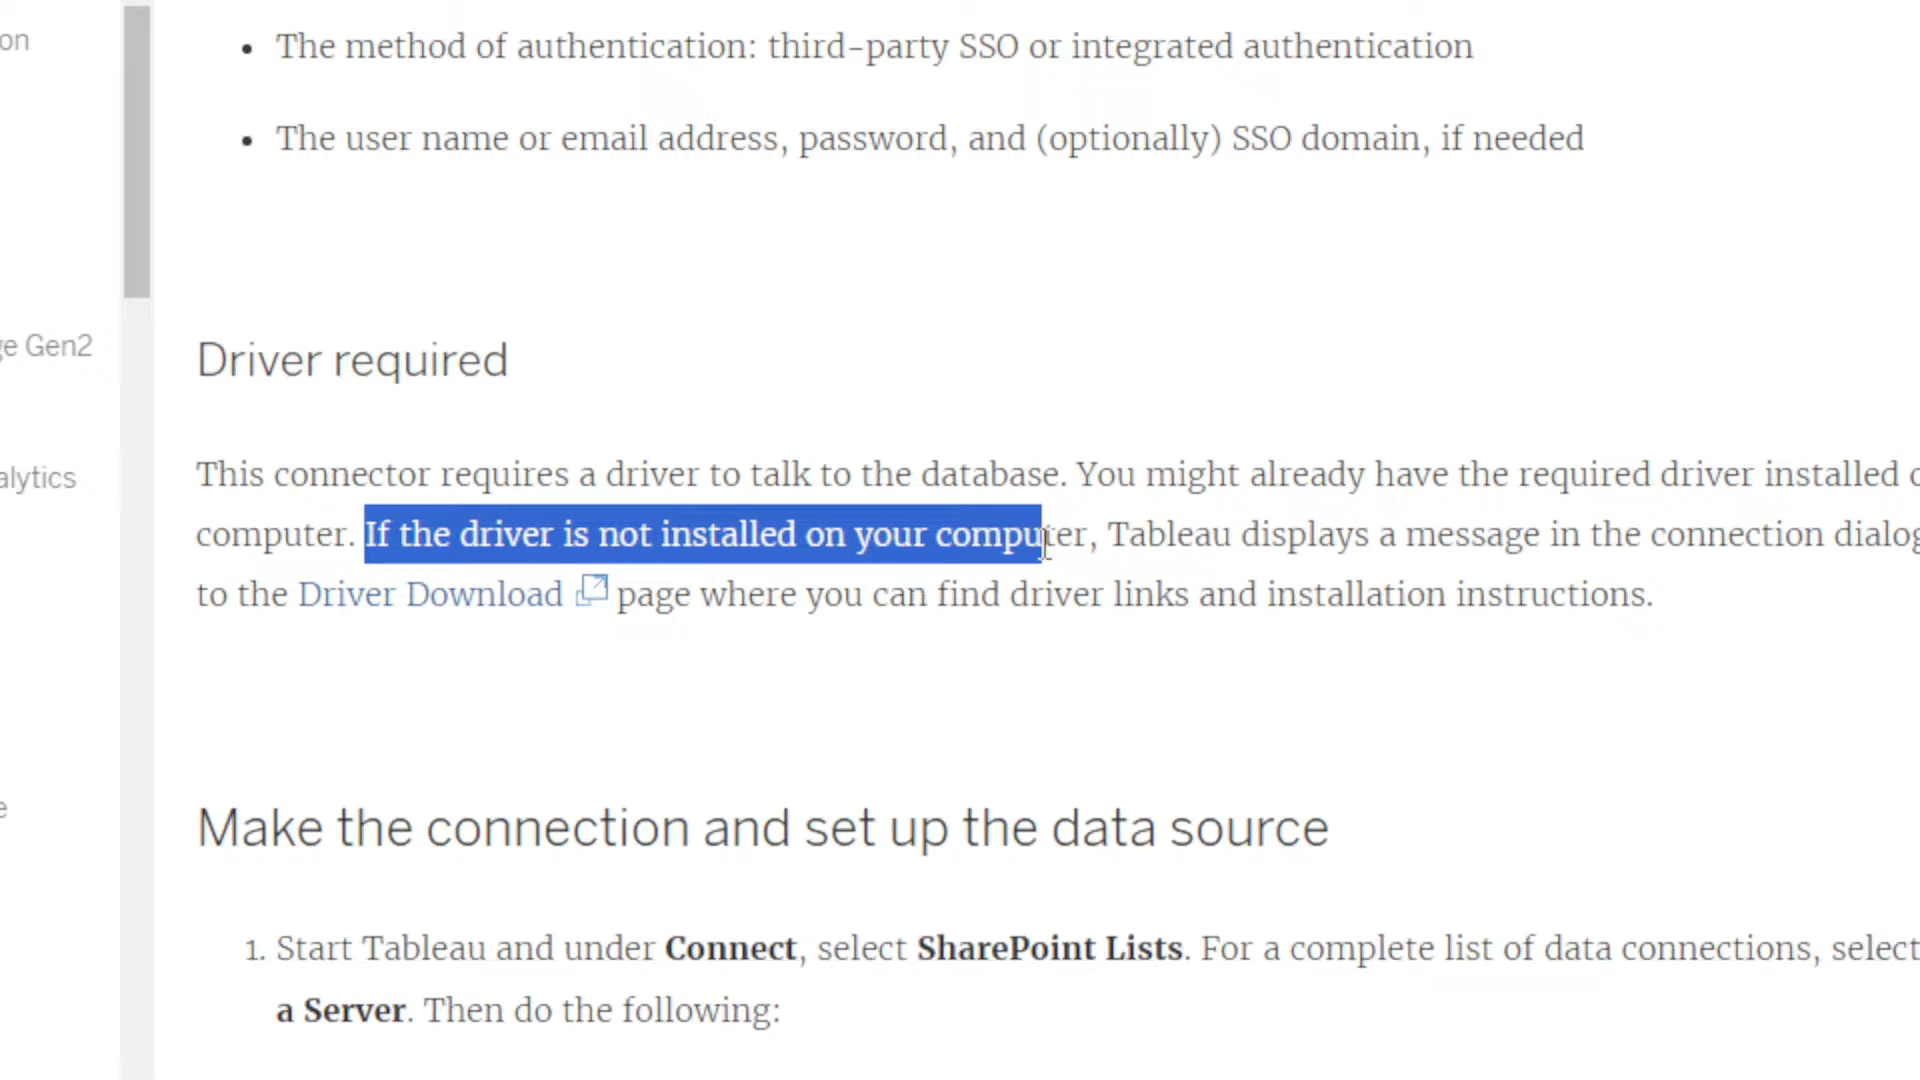 on
• The method of authentication: third-party SSO or integrated authentication
• The user name or email address, password, and (optionally) SSO domain, if needed
ge Gen2
Driver required
alytics
This connector requires a driver to talk to the database. You might already have the required driver installed
computer. If the driver is not installed on your computer, Tableau displays a message in the connection dialog
to the Driver Download page where you can find driver links and installation instructions.
e
Make the connection and set up the data source
1. Start Tableau and under Connect, select SharePoint Lists. For a complete list of data connections, select
a Server. Then do the following: